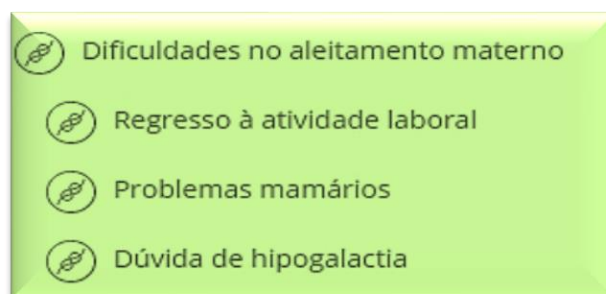 Dificuldades no aleitamento materno
Regresso à atividade laboral
Problemas mamários
Dúvida de hipogalactia